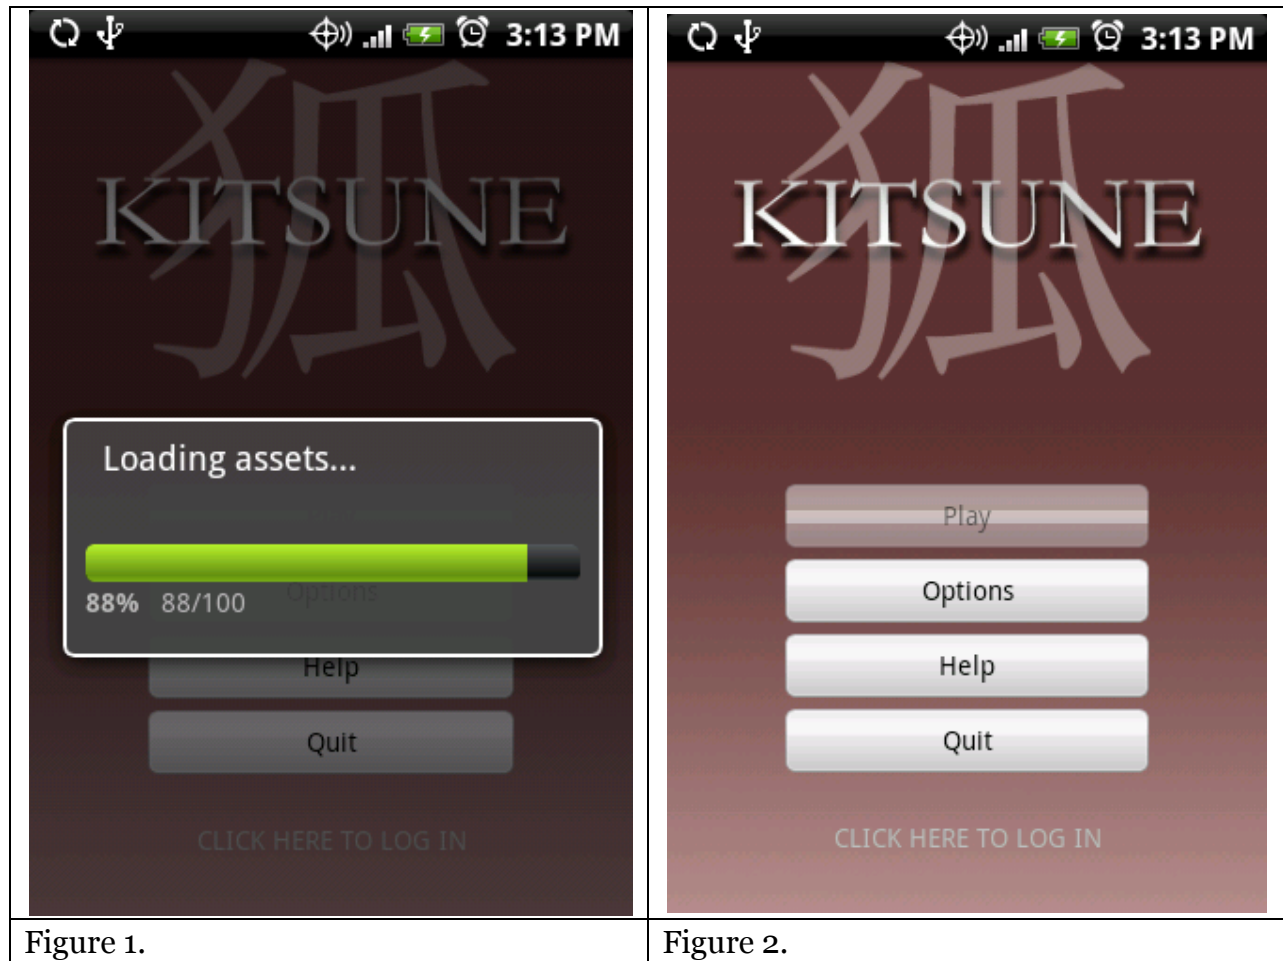 3:13 PM
狐
KITSUNE
Loading assets...
88% 88/100
Options
Help
Quit
CLICK HERE TO LOG IN
Figure 1.
3:13 PM
狐
KITSUNE
Play
Options
Help
Quit
CLICK HERE TO LOG IN
Figure 2.